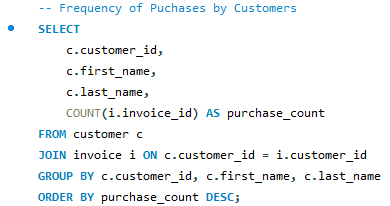 -- Frequency of Puchases by Customers
SELECT
c.customer_id,
c.first_name,
c.last_name,
COUNT(i.invoice_id) AS purchase_count
FROM customer c
JOIN invoice i ON c.customer_id = i.customer_id
GROUP BY c.customer_id, c.first_name, c.last_name
ORDER BY purchase_count DESC;